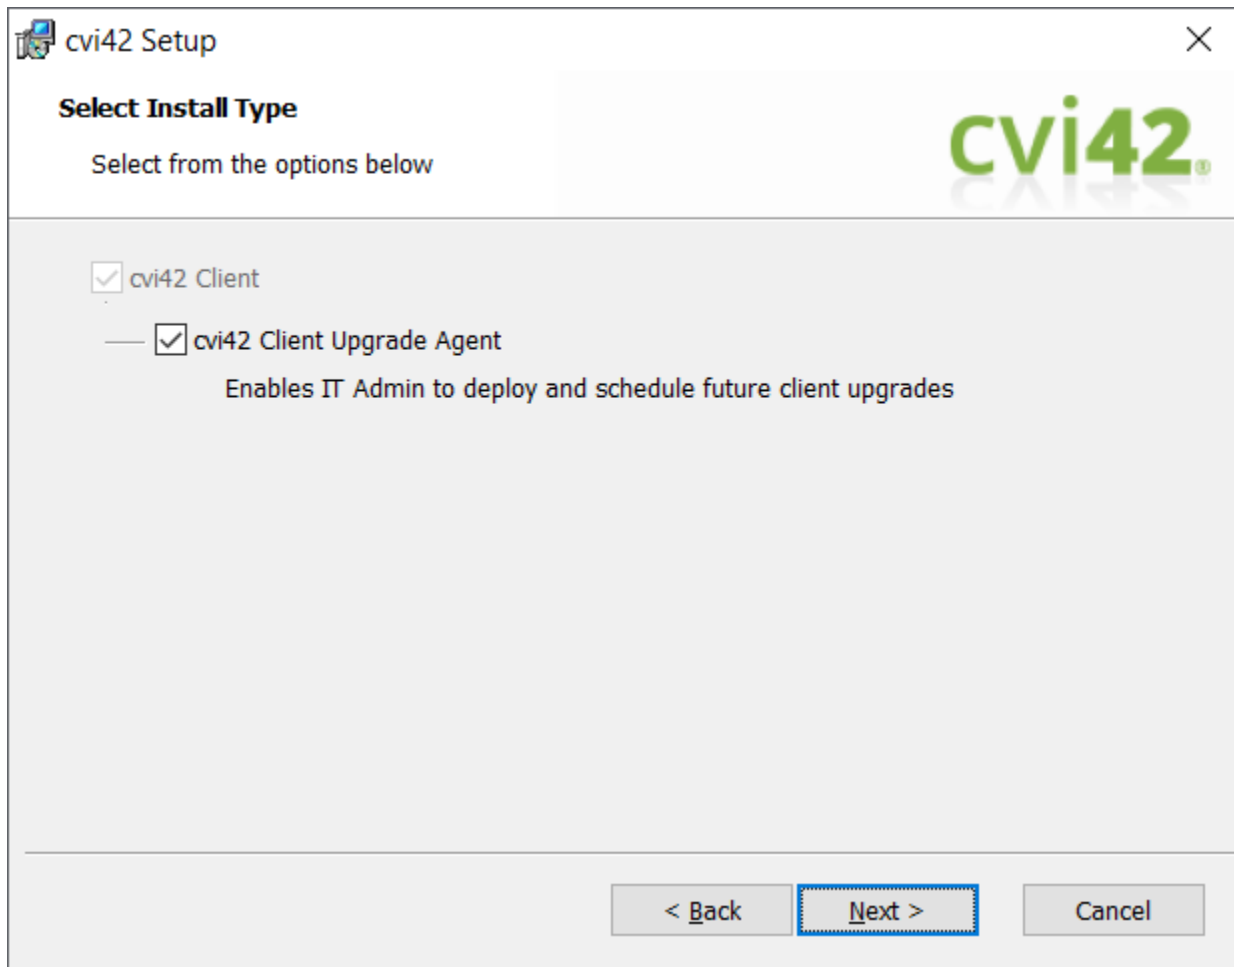 cvi42 Setup
Select Install Type
Select from the options below
cvi42®
cvi42 Client
cvi42 Client Upgrade Agent
Enables IT Admin to deploy and schedule future client upgrades
< Back
Next >
Cancel